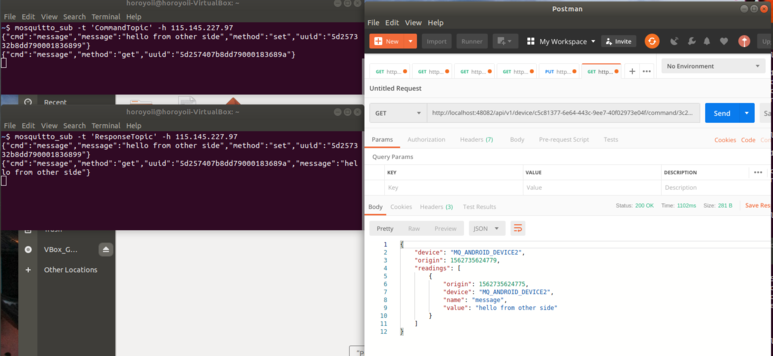 horoyoii@horoyoii-VirtualBox: ~
File Edit View Search Terminal Help
~$ mosquitto_sub -t 'CommandTopic' -h 115.145.227.97
{"cmd":"message","message":"hello from other side","method":"set","uuid":"5d2573
32b8dd790001836899"}
{"cmd":"message","method":"get","uuid":"5d257407b8dd79000183689a"}
Recent
horoyoii@horoyoii-VirtualBox: ~
File Edit View Search Terminal Help
~$ mosquitto_sub -t 'ResponseTopic' -h 115.145.227.97
{"cmd":"message","message":"hello from other side","method":"set","uuid":"5d2573
32b8dd790001836899"}
{"cmd":"message","method":"get","uuid":"5d257407b8dd79000183689a","message":"hel
lo from other side"}
VBox_G...
+ Other Locations
Postman
File Edit View Help
+ New Import Runner My Workspace Invite Up
GET http:. GET http:. GET http:. GET http:. PUT http:. GET http:. + •••
No Environment
Untitled Request
GET http://localhost:48082/api/v1/device/c5c81377-6e64-443c-9ee7-40f02973e04f/command/3c2... Send Sa
Params Authorization Headers (7) Body Pre-request Script Tests Cookies Code
Query Params
KEY VALUE DESCRIPTION •••
Key Value Description
Body Cookies Headers (3) Test Results Status: 200 OK Time: 1102ms Size: 281 B Save Res
Pretty Raw Preview JSON
1 {
2 "device": "MQ_ANDROID_DEVICE2",
3 "origin": 1562735624779,
4 "readings": [
5 {
6 "origin": 1562735624775,
7 "device": "MQ_ANDROID_DEVICE2",
8 "name": "message",
9 "value": "hello from other side"
10 }
11 ]
12 }